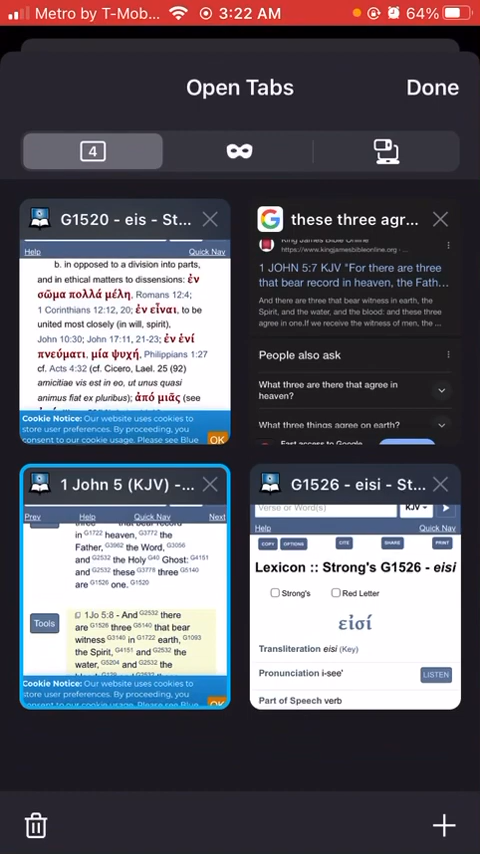 Metro by T-Mob... 3:22 AM 64%
Open Tabs Done
4
G1520 - eis - St...
Help Quick Nav
b. in opposed to a division into parts,
and in ethical matters to dissensions: ἐν
σῶμα πολλά μέλη, Romans 12:4;
1 Corinthians 12:12, 20; ἐν εἶναι, to be
united most closely (in will, spirit),
John 10:30; John 17:11, 21-23; ἐν ἑνί
πνεύματι, μία ψυχή, Philippians 1:27
cf. Acts 4:32 (cf. Cicero, Lael. 25 (92)
amicitiae vis est in eo, ut unus quasi
animus fiat ex pluribus); ἀπό μιᾶς (see
Cookie Notice: Our website uses cookies to
store user preferences. By proceeding, you
consent to our cookie usage. Please see Blue
OK
these three agr...
King James Bible Online
https://www.kingjamesbibleonline.org › ...
1 JOHN 5:7 KJV "For there are three
that bear record in heaven, the Fath...
And there are three that bear witness in earth, the
Spirit, and the water, and the blood: and these three
agree in one.If we receive the witness of men, the ...
People also ask
What three are there that agree in
heaven?
What three things agree on earth?
Fast access to Google
1 John 5 (KJV) -...
Prev Help Quick Nav Next
three that bear record
in G1722 heaven, G3772 the
Father, G3962 the Word, G3056
and G2532 the Holy G40 Ghost: G4151
and G2532 these G3778 three G5140
are G1526 one. G1520
Tools
1Jo 5:8 - And G2532 there
are G1526 three G5140 that bear
witness G3140 in G1722 earth, G1093
the Spirit, G4151 and G2532 the
water, G5204 and G2532 the
Cookie Notice: Our website uses cookies to
store user preferences. By proceeding, you
consent to our cookie usage. Please see Blue
OK
G1526 - eisi - St...
Verse or Word(s) KJV
Help Quick Nav
COPY OPTIONS CITE SHARE PRINT
Lexicon :: Strong's G1526 - eisi
Strong's Red Letter
εἰσί
Transliteration eisi (Key)
Pronunciation i-see' LISTEN
Part of Speech verb